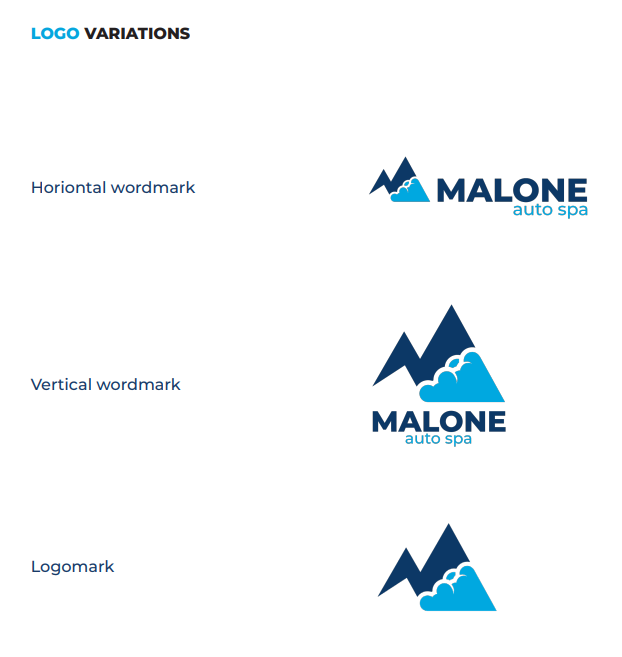 LOGO VARIATIONS
Horiontal wordmark
MALONE
auto spa
Vertical wordmark
MALONE
auto spa
Logomark